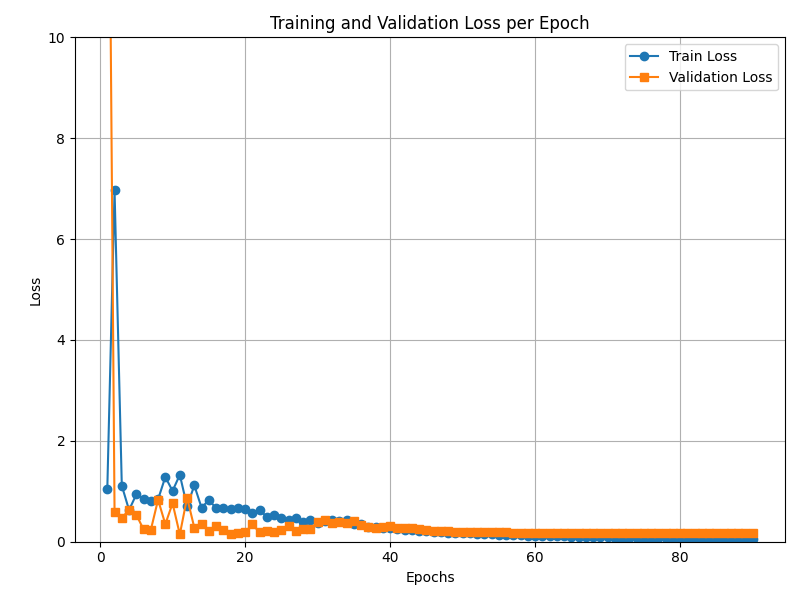 Training and Validation Loss per Epoch
Train Loss
Validation Loss
10
8
6
4
2
0
Loss
0 20 40 60 80
Epochs